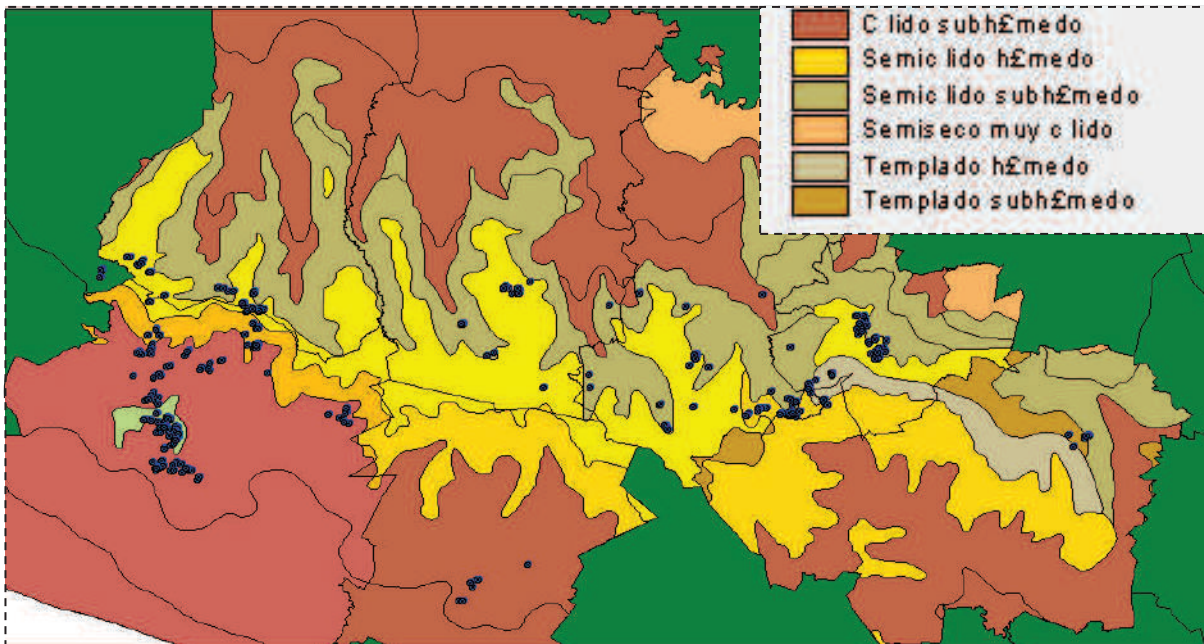 C lido subh£medo
Semic lido h£medo
Semic lido subh£medo
Semiseco muy c lido
Templado h£medo
Templado subh£medo